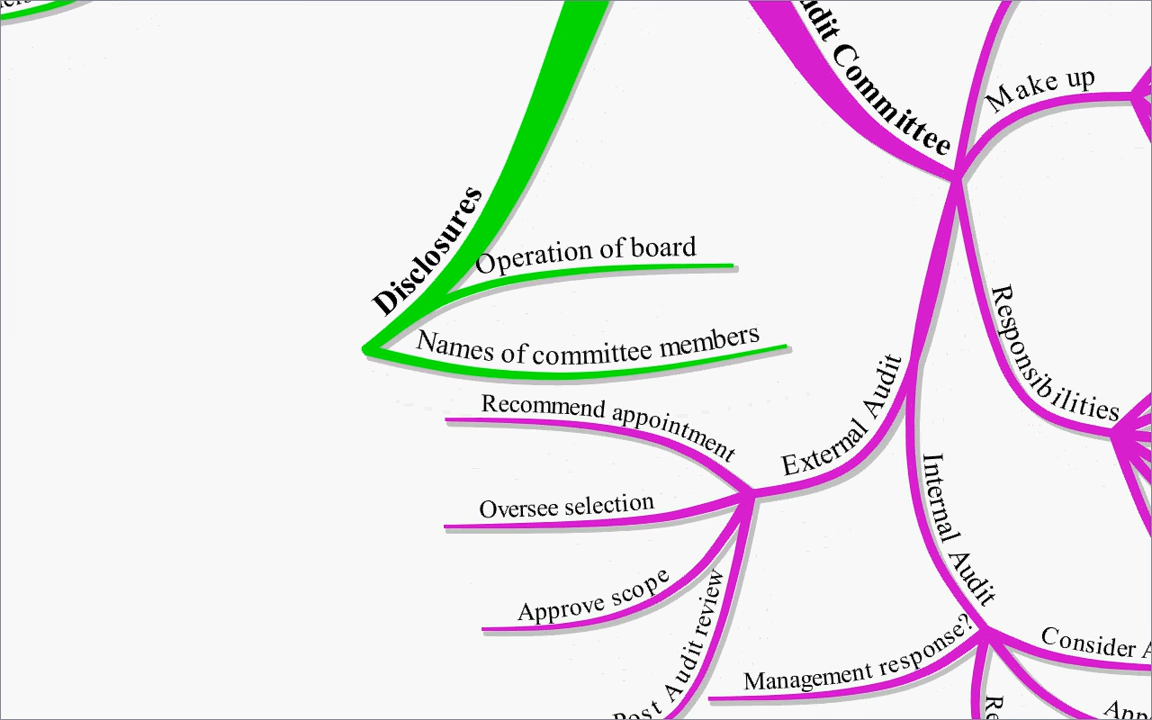 Audit Committee
Make up
Disclosures
Operation of board
Names of committee members
Responsibilities
External Audit
Recommend appointment
Oversee selection
Approve scope
Post Audit review
Internal Audit
Management response?
Consider